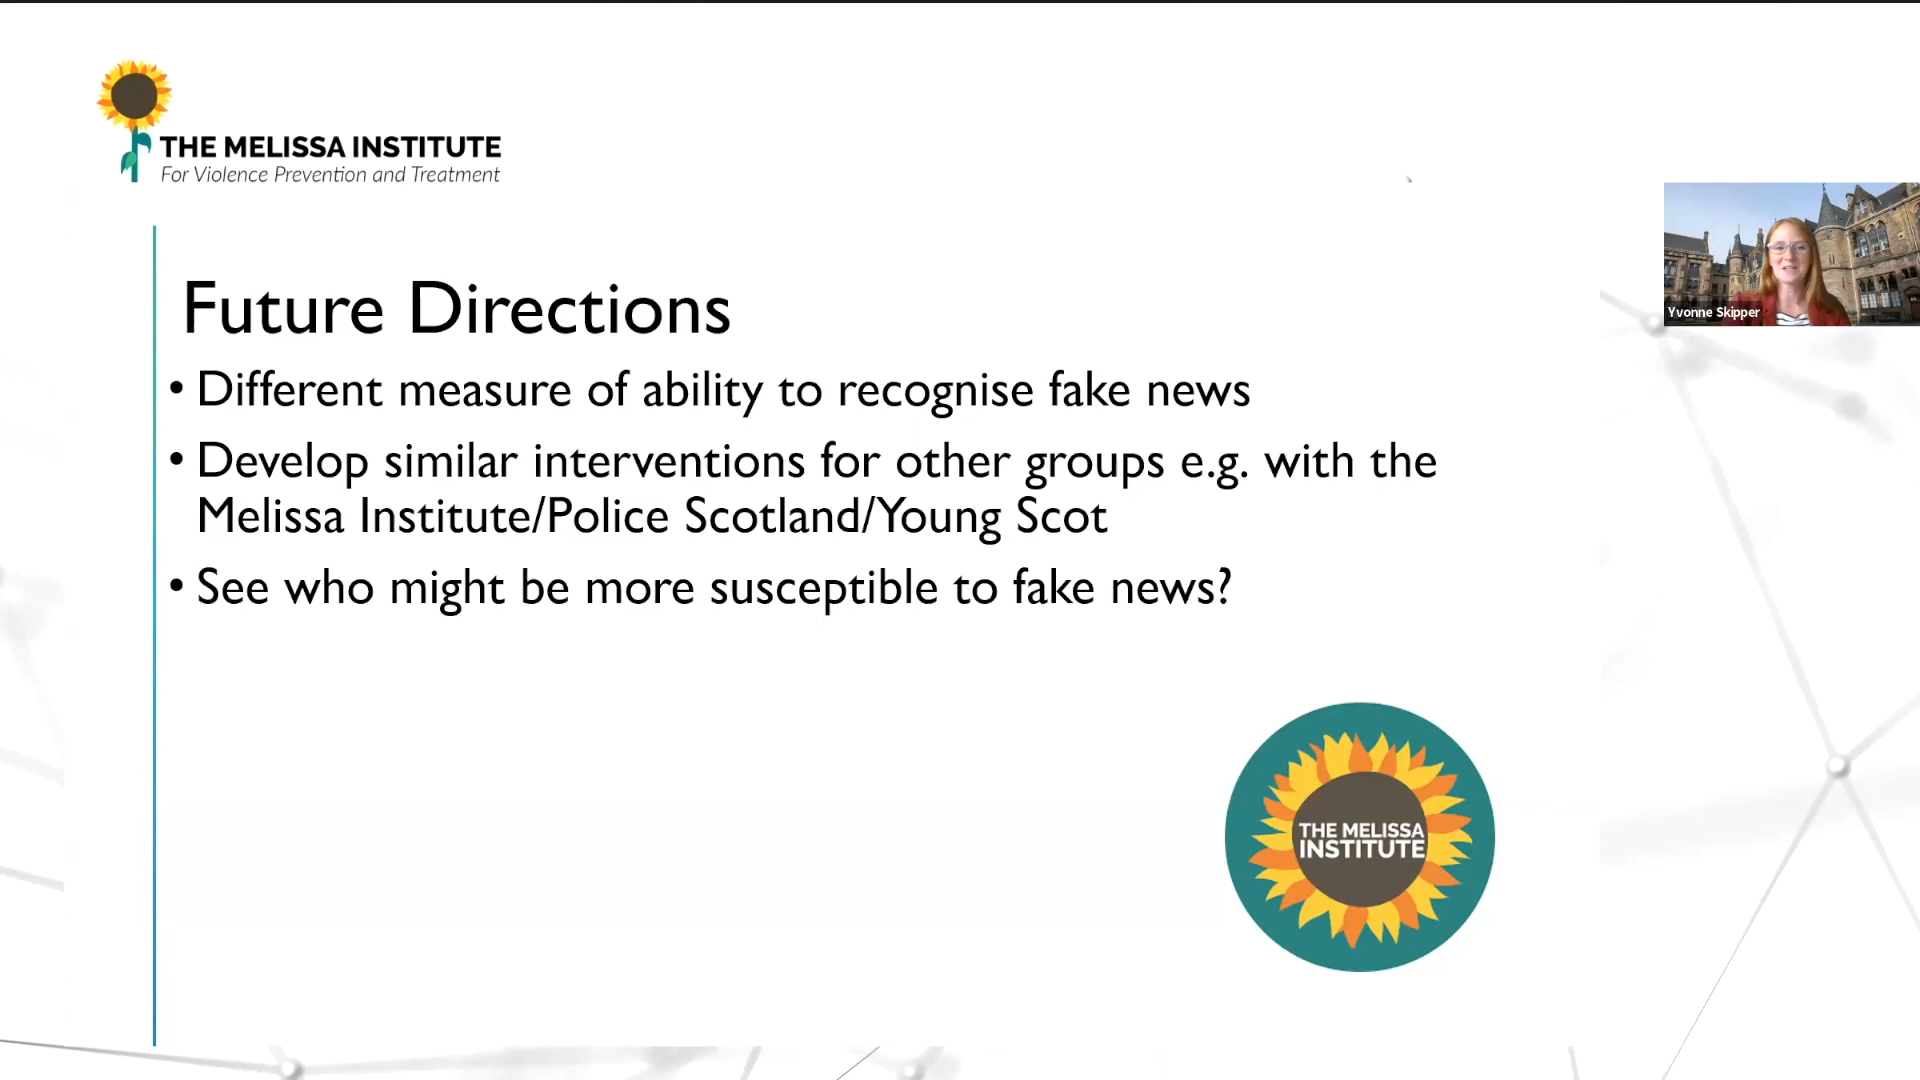 THE MELISSA INSTITUTE
For Violence Prevention and Treatment
Yvonne Skipper
Future Directions
• Different measure of ability to recognise fake news
• Develop similar interventions for other groups e.g. with the
Melissa Institute/Police Scotland/Young Scot
• See who might be more susceptible to fake news?
THE MELISSA
INSTITUTE